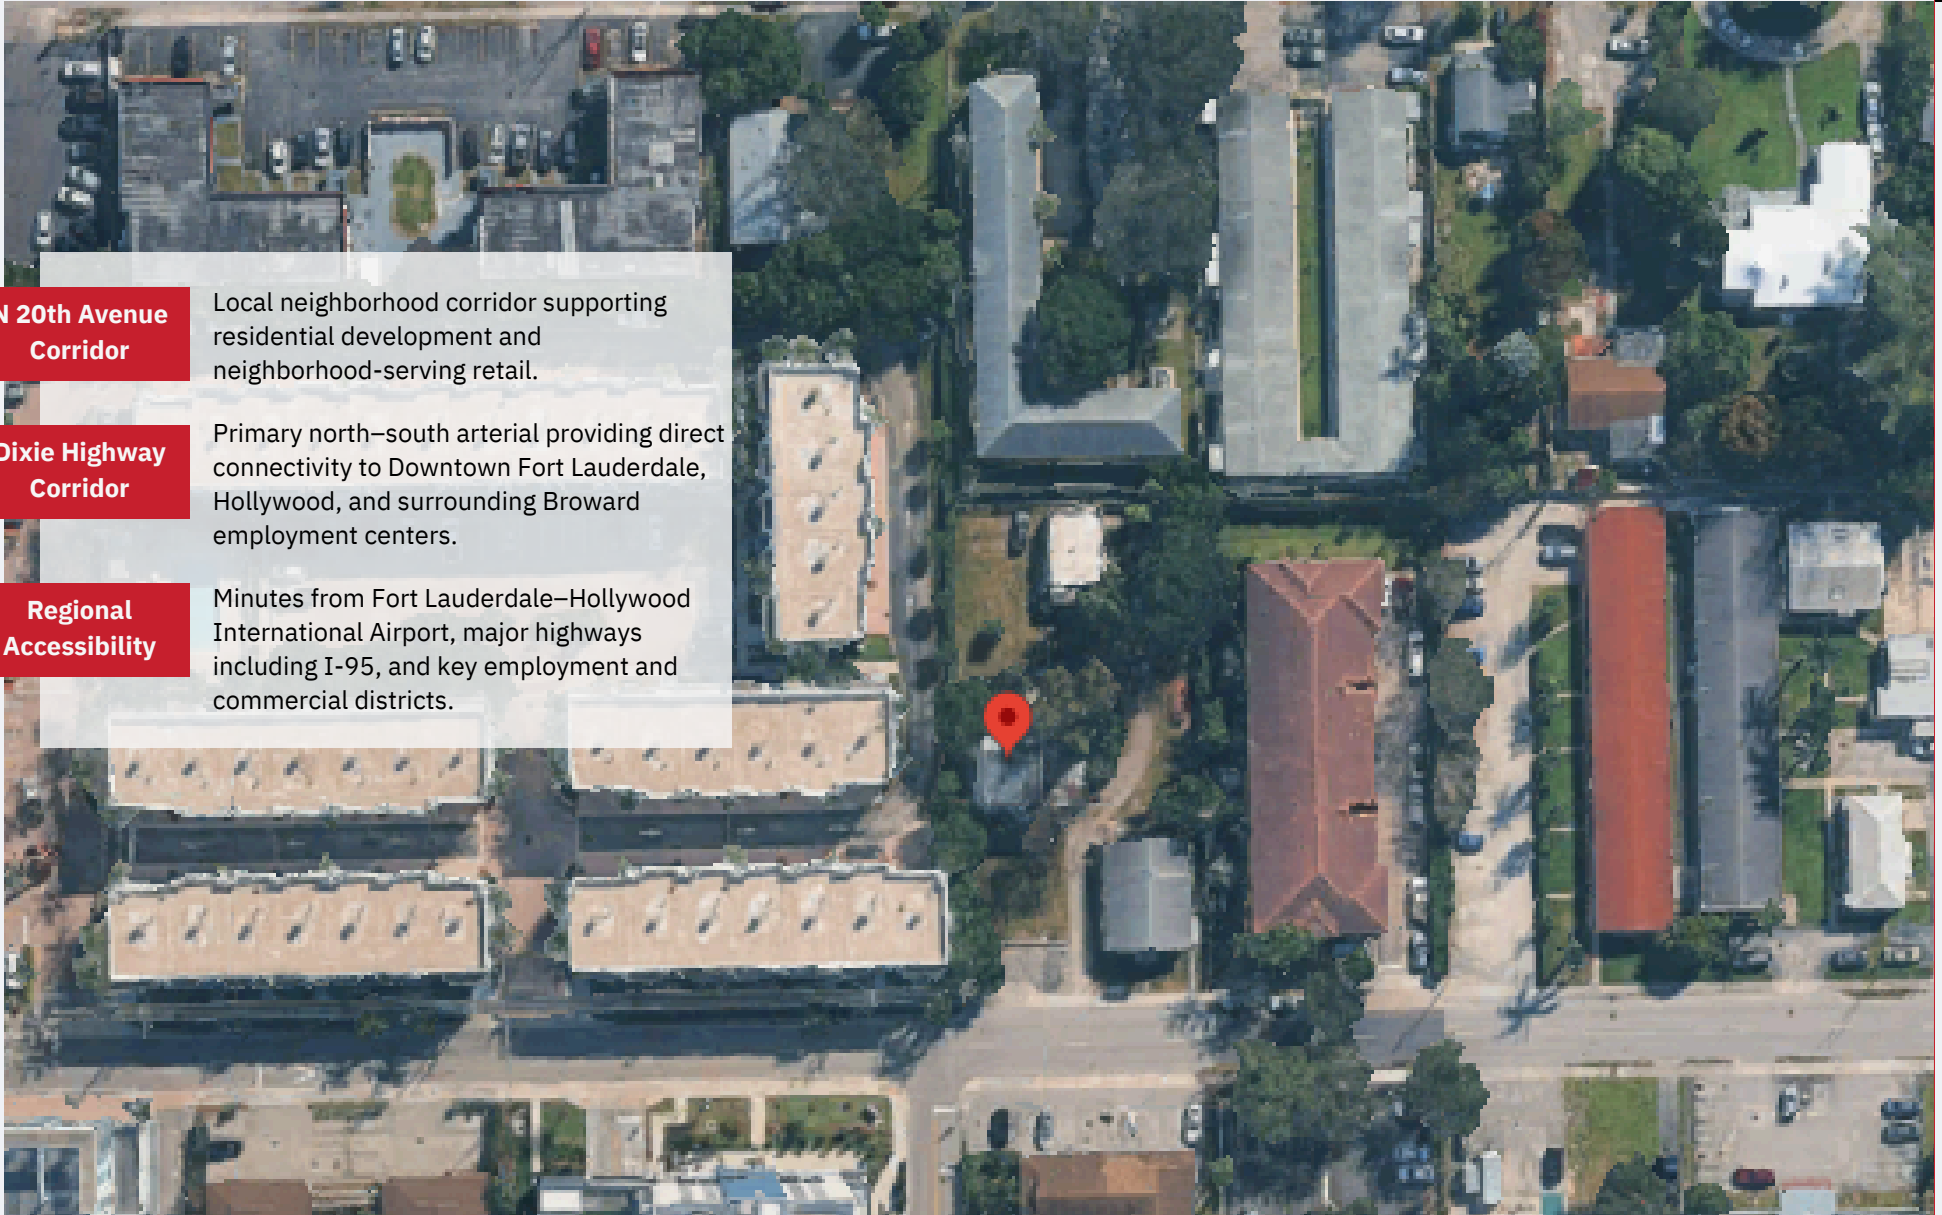 N 20th Avenue
Corridor
Local neighborhood corridor supporting
residential development and
neighborhood-serving retail.
Dixie Highway
Corridor
Primary north–south arterial providing direct
connectivity to Downtown Fort Lauderdale,
Hollywood, and surrounding Broward
employment centers.
Regional
Accessibility
Minutes from Fort Lauderdale–Hollywood
International Airport, major highways
including I-95, and key employment and
commercial districts.